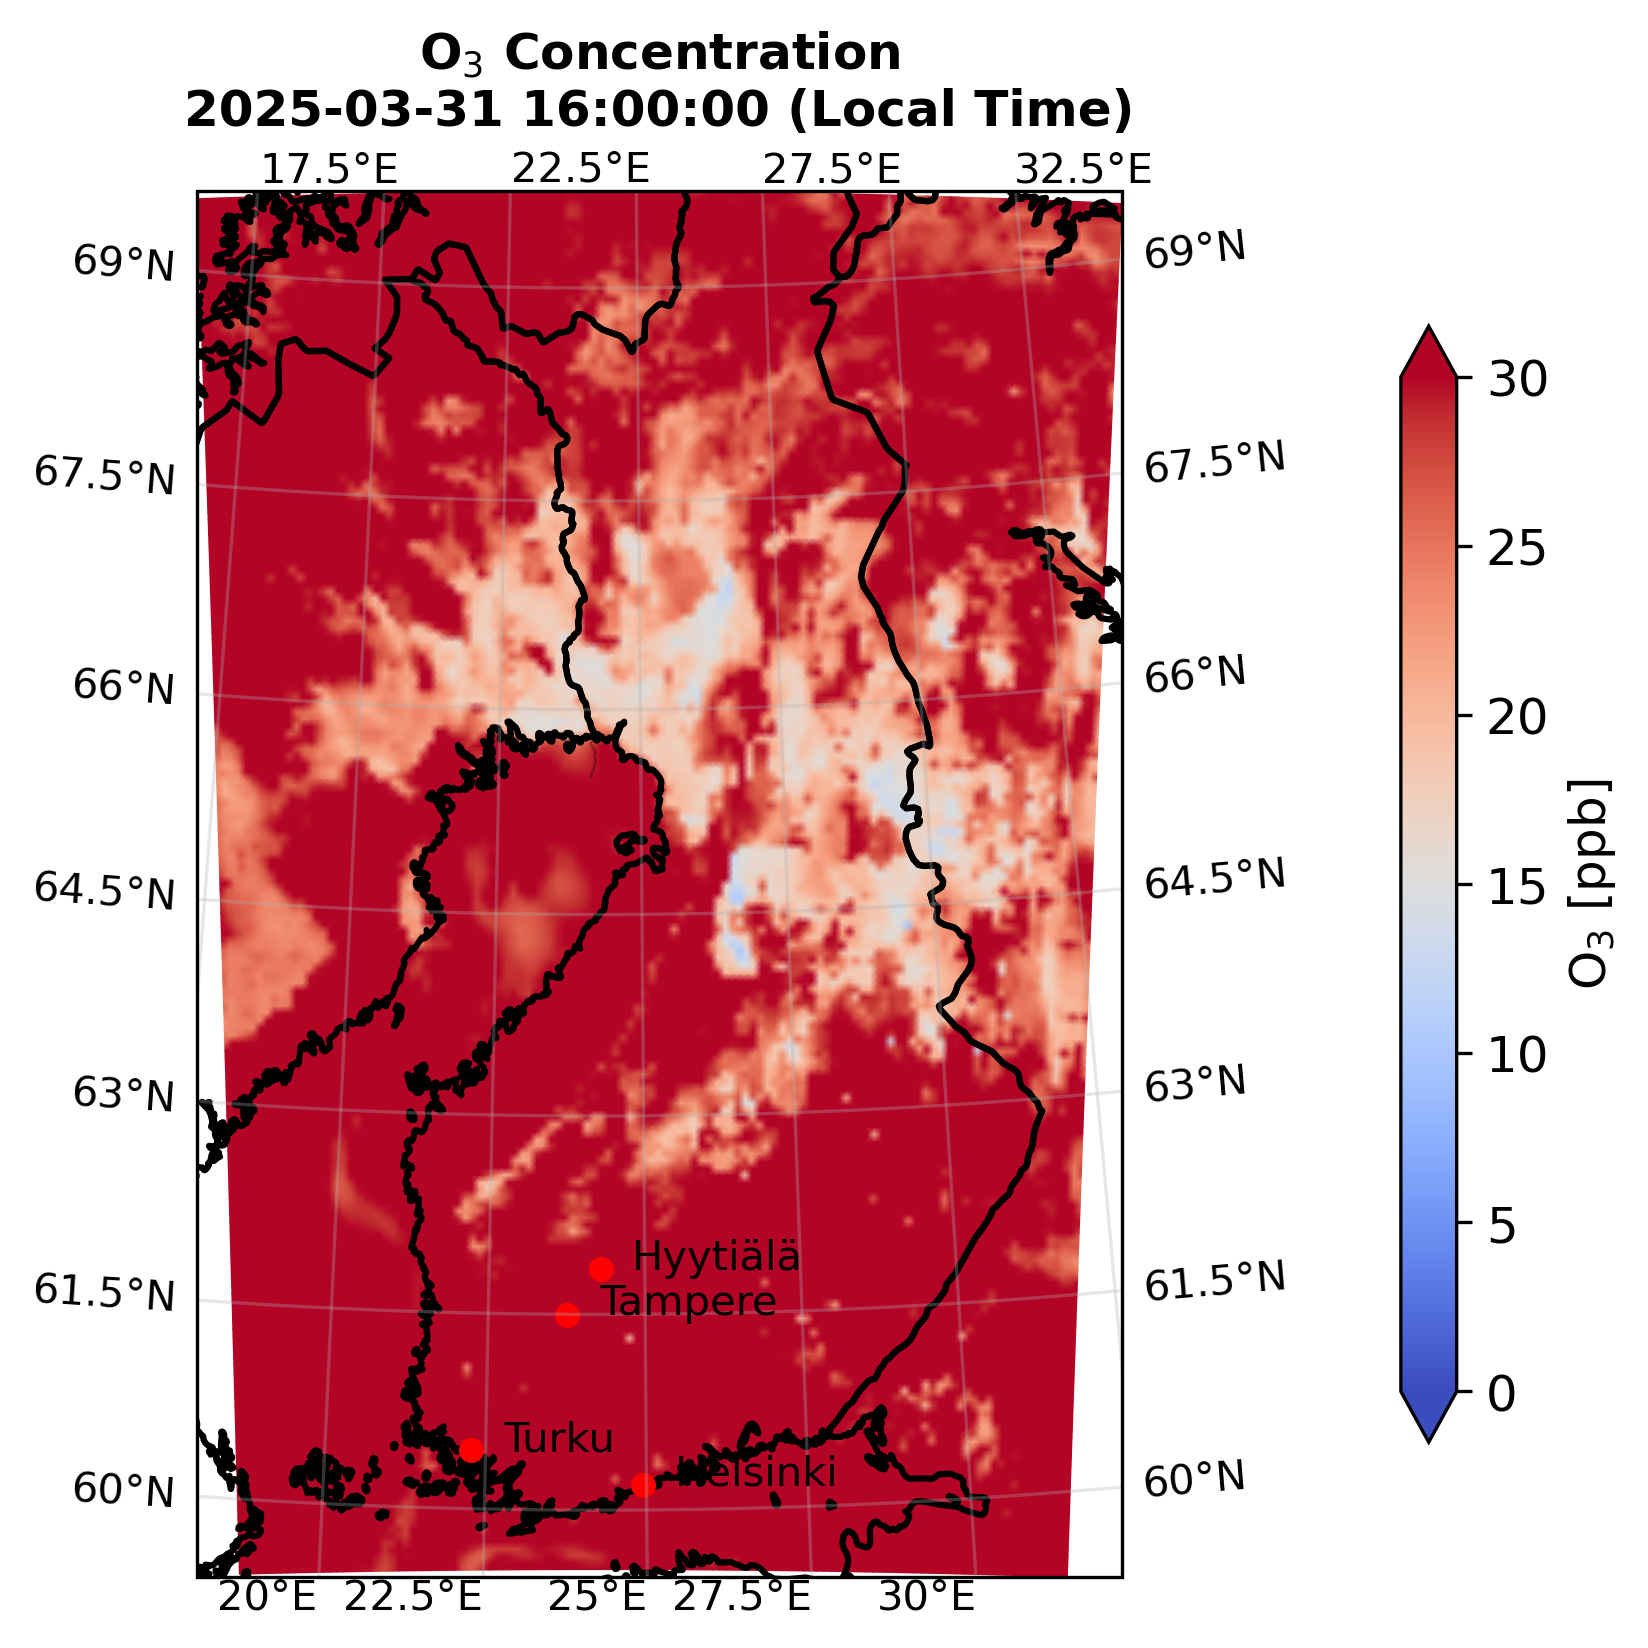 O₃ Concentration
2025-03-31 16:00:00 (Local Time)
17.5°E 22.5°E 27.5°E 32.5°E
69°N 69°N
67.5°N 67.5°N
66°N 66°N
64.5°N 64.5°N
63°N 63°N
61.5°N 61.5°N
60°N 60°N
Hyytiälä
Tampere
Turku
Helsinki
20°E 22.5°E 25°E 27.5°E 30°E
30
25
20
15
10
5
0
O₃ [ppb]